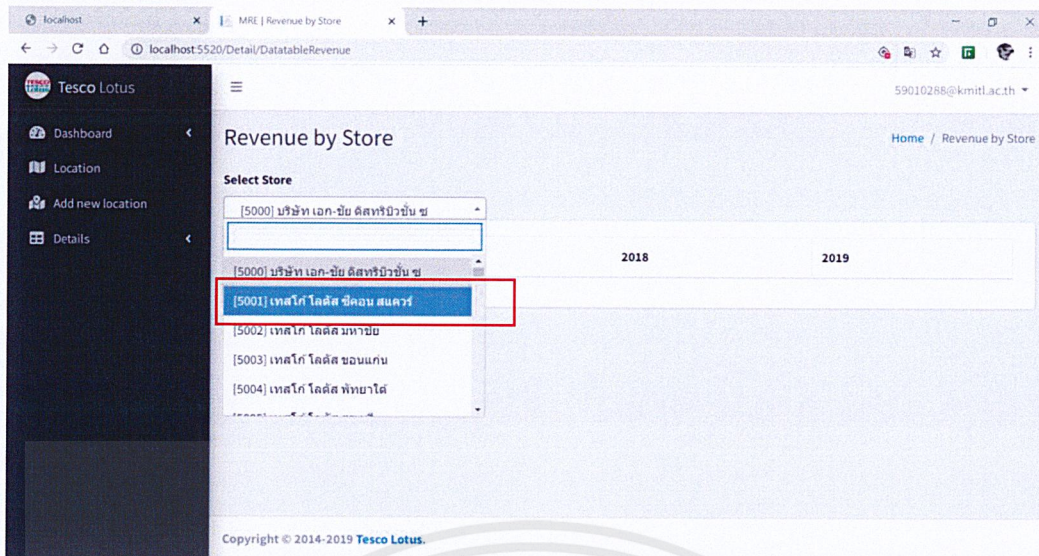 localhost
MRE | Revenue by Store
localhost:5520/Detail/DatatableRevenue
Tesco Lotus
59010288@kmitl.ac.th
Dashboard
Revenue by Store
Home / Revenue by Store
Location
Select Store
Add new location
[5000] บริษัท เอก-ชัย ดิสทริบิวชั่น ซ
Details
2018
2019
[5000] บริษัท เอก-ชัย ดิสทริบิวชั่น ซ
[5001] เทสโก้ โลตัส ซีคอน สแควร์
[5002] เทสโก้ โลตัส มหาชัย
[5003] เทสโก้ โลตัส ขอนแก่น
[5004] เทสโก้ โลตัส พัทยาใต้
Copyright © 2014-2019 Tesco Lotus.